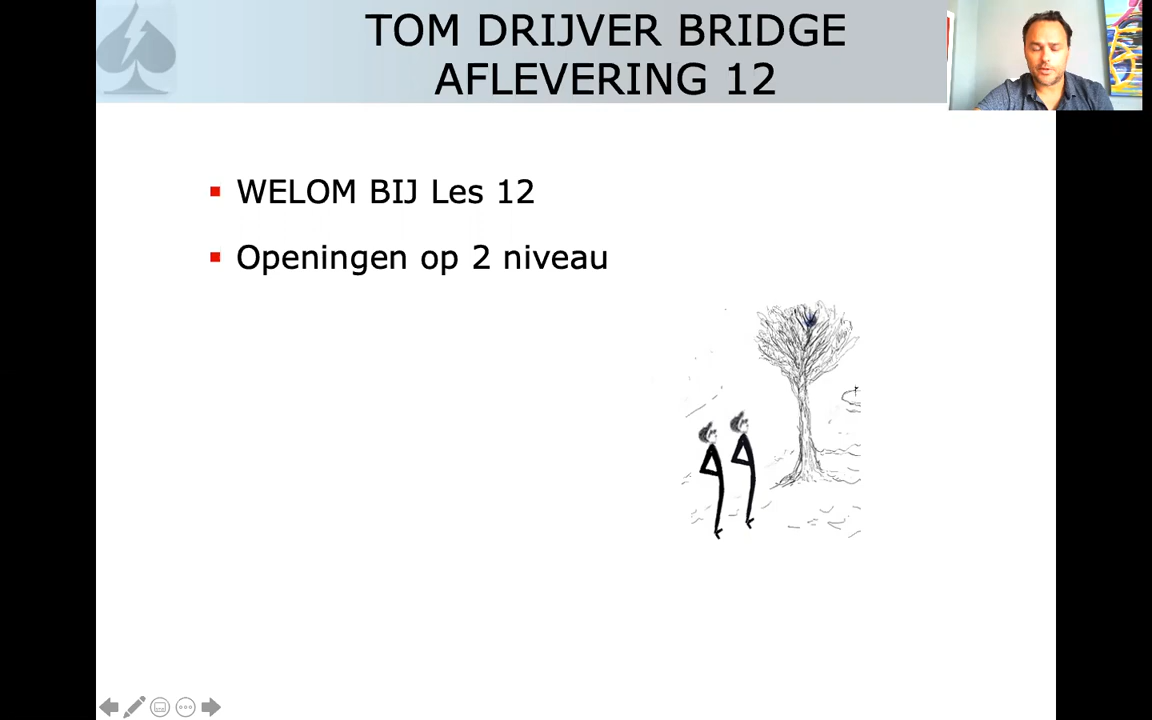 TOM DRIJVER BRIDGE
AFLEVERING 12
WELOM BIJ Les 12
Openingen op 2 niveau